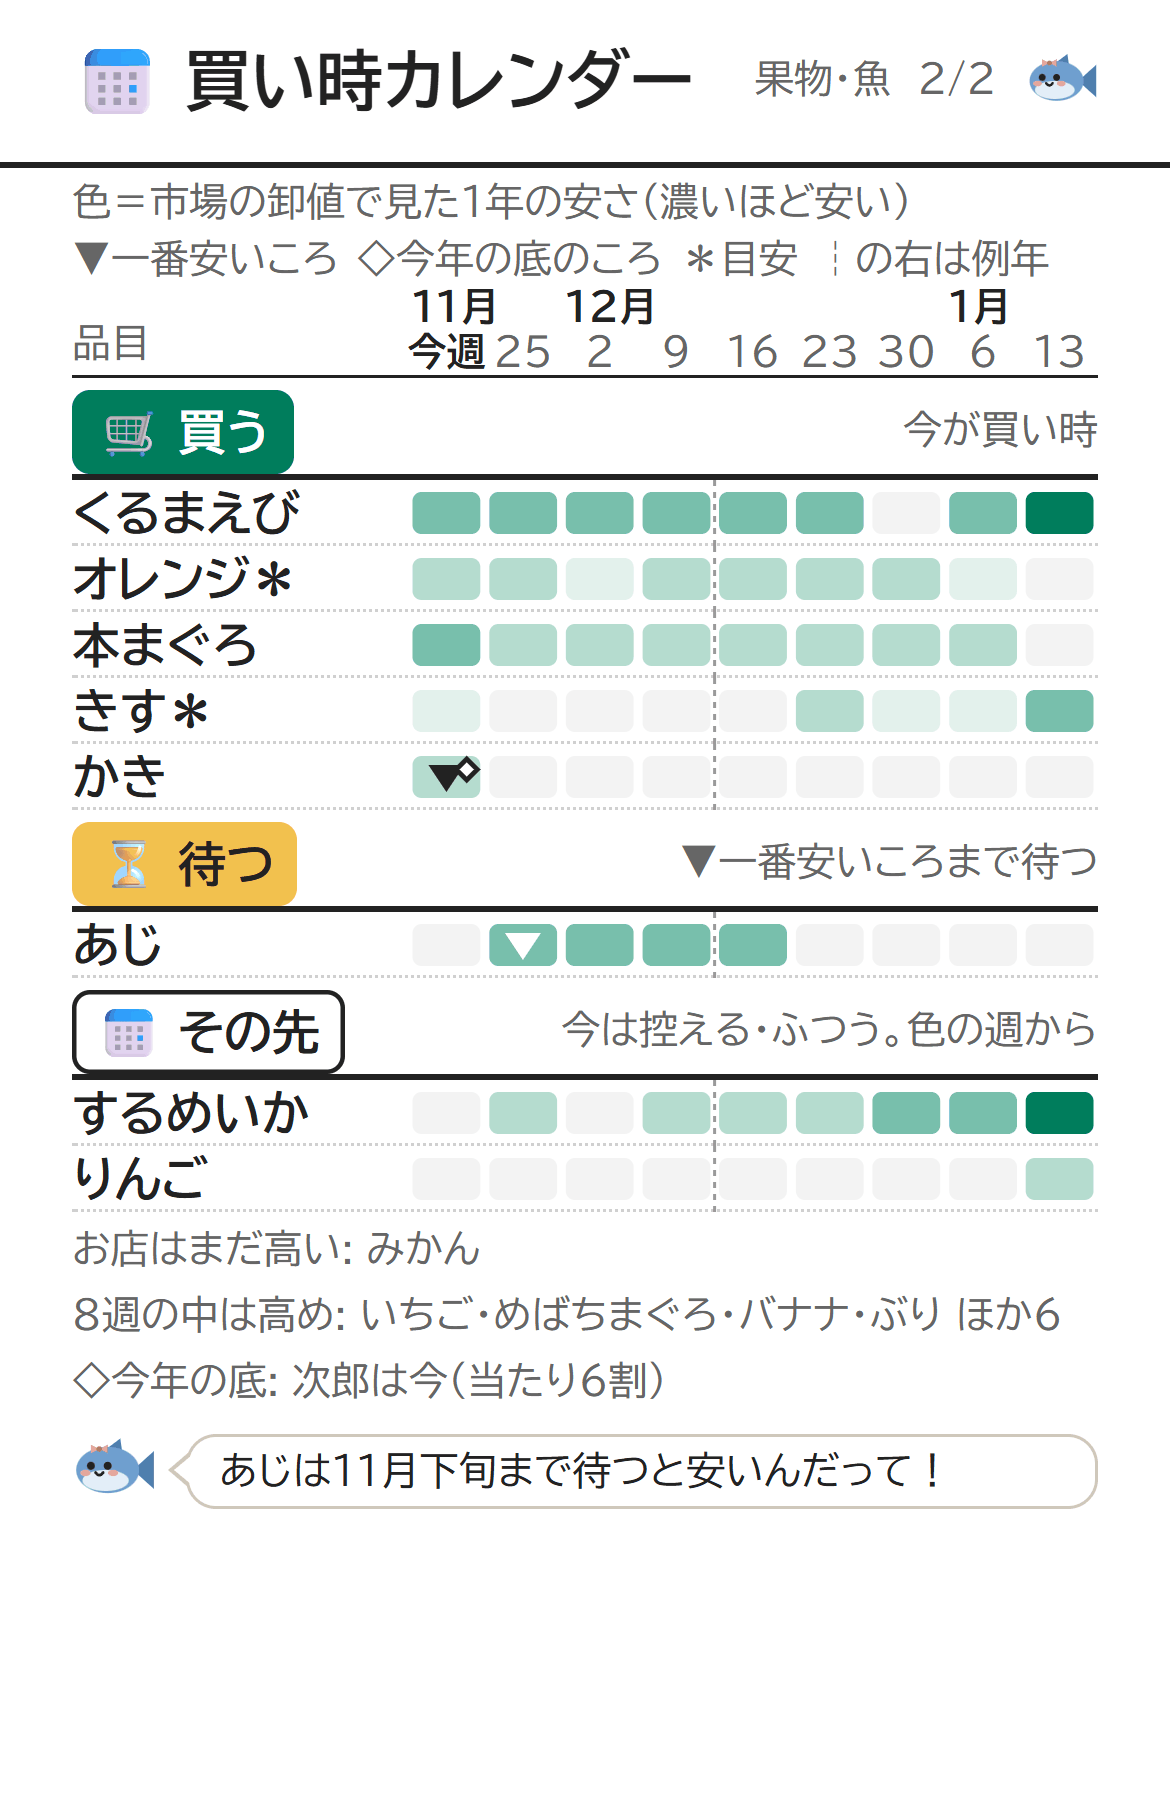 買い時カレンダー 果物・魚 2/2
色＝市場の卸値で見た1年の安さ（濃いほど安い）
▼一番安いころ ◇今年の底のころ ＊目安 ┆の右は例年
11月 12月 1月
品目 今週 25 2 9 16 23 30 6 13
買う 今が買い時
くるまえび
オレンジ＊
本まぐろ
きす＊
かき
待つ ▼一番安いころまで待つ
あじ
その先 今は控える・ふつう。色の週から
するめいか
りんご
お店はまだ高い: みかん
8週の中は高め: いちご・めばちまぐろ・バナナ・ぶり ほか6
◇今年の底: 次郎は今（当たり6割）
あじは11月下旬まで待つと安いんだって！